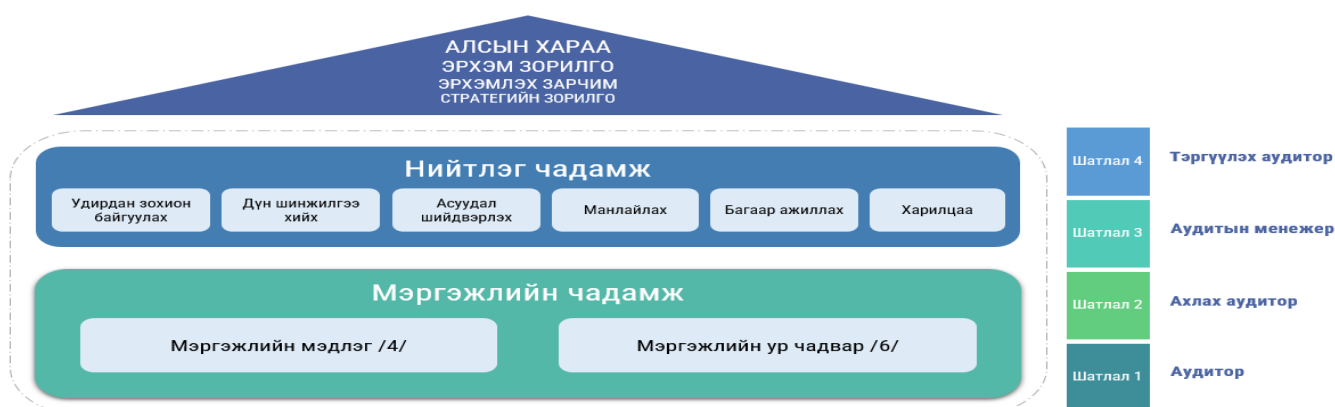 АЛСЫН ХАРАА
ЭРХЭМ ЗОРИЛГО
ЭРХЭМЛЭХ ЗАРЧИМ
СТРАТЕГИЙН ЗОРИЛГО
Нийтлэг чадамж
Удирдан зохион
байгуулах
Дүн шинжилгээ
хийх
Асуудал
шийдвэрлэх
Манлайлах
Багаар ажиллах
Харилцаа
Мэргэжлийн чадамж
Мэргэжлийн мэдлэг /4/
Мэргэжлийн ур чадвар /6/
Шатлал 4
Тэргүүлэх аудитор
Шатлал 3
Аудитын менежер
Шатлал 2
Ахлах аудитор
Шатлал 1
Аудитор